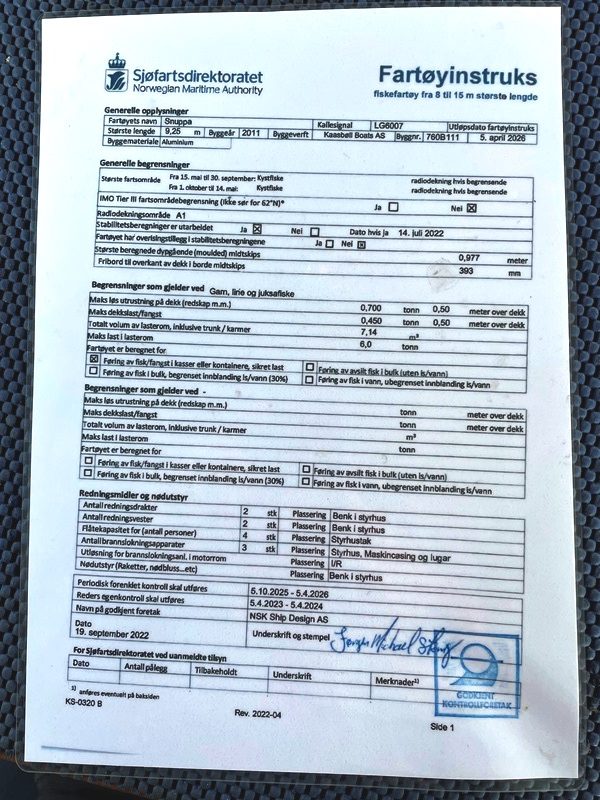 Sjøfartsdirektoratet
Norwegian Maritime Authority
Fartøyinstruks
fiskefartøy fra 8 til 15 m største lengde
Generelle opplysninger
Fartøyets navn Snuppa Kallesignal LG6007 Utløpsdato fartøyinstruks
Største lengde 9,25 m Byggeår 2011 Byggeverft Kaasbøll Boats AS Byggnr. 760B111 5. april 2026
Byggemateriale Aluminium
Generelle begrensninger
Største fartsområde Fra 15. mai til 30. september: Kystfiske radiodekning hvis begrensende
Fra 1. oktober til 14. mai: Kystfiske radiodekning hvis begrensende
IMO Tier III fartsområdebegrensning (ikke sør for 62°N)* Ja ☐ Nei ☒
Radiodekningsområde A1
Stabilitetsberegninger er utarbeidet Ja ☒ Nei ☐ Dato hvis ja 14. juli 2022
Fartøyet har overisingstillegg i stabilitetsberegningene Ja ☐ Nei ☒
Største beregnede dypgående (moulded) midtskips 0,977 meter
Fribord til overkant av dekk i borde midtskips 393 mm
Begrensninger som gjelder ved Garn, line og juksafiske
Maks løs utrustning på dekk (redskap m.m.) 0,700 tonn 0,50 meter over dekk
Maks dekkslast/fangst 0,450 tonn 0,50 meter over dekk
Totalt volum av lasterom, inklusive trunk / karmer 7,14 m³
Maks last i lasterom 6,0 tonn
Fartøyet er beregnet for
☒ Føring av fisk/fangst i kasser eller kontainere, sikret last ☐ Føring av avsilt fisk i bulk (uten is/vann)
☐ Føring av fisk i bulk, begrenset innblanding is/vann (30%) ☐ Føring av fisk i vann, ubegrenset innblanding is/vann
Begrensninger som gjelder ved -
Maks løs utrustning på dekk (redskap m.m.) tonn meter over dekk
Maks dekkslast/fangst tonn meter over dekk
Totalt volum av lasterom, inklusive trunk / karmer m³
Maks last i lasterom tonn
Fartøyet er beregnet for
☐ Føring av fisk/fangst i kasser eller kontainere, sikret last ☐ Føring av avsilt fisk i bulk (uten is/vann)
☐ Føring av fisk i bulk, begrenset innblanding is/vann (30%) ☐ Føring av fisk i vann, ubegrenset innblanding is/vann
Redningsmidler og nødutstyr
Antall redningsdrakter 2 stk Plassering Benk i styrhus
Antall redningsvester 2 stk Plassering Benk i styrhus
Flåtekapasitet for (antall personer) 4 stk Plassering Styrhustak
Antall brannslokningsapparater 3 stk Plassering Styrhus, Maskincasing og lugar
Utløsning for brannslokningsanl. i motorrom Plassering I/R
Nødutstyr (Raketter, nødbluss..etc) Plassering Benk i styrhus
Periodisk forenklet kontroll skal utføres 5.10.2025 - 5.4.2026
Reders egenkontroll skal utføres 5.4.2023 - 5.4.2024
Navn på godkjent foretak NSK Ship Design AS
Dato Underskrift og stempel
19. september 2022
GODKJENT
KONTROLLFORETAK
For Sjøfartsdirektoratet ved uanmeldte tilsyn
Dato Antall pålegg Tilbakeholdt Underskrift Merknader¹⁾
¹⁾ anføres eventuelt på baksiden
KS-0320 B Rev. 2022-04 Side 1